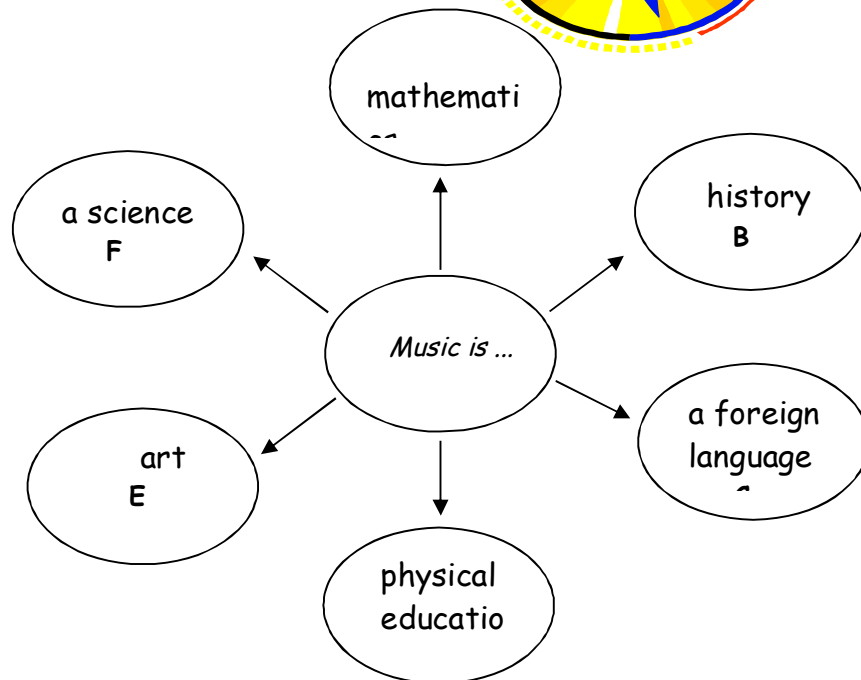 mathemati
a science
F
history
B
Music is ...
a foreign
language
art
E
physical
educatio